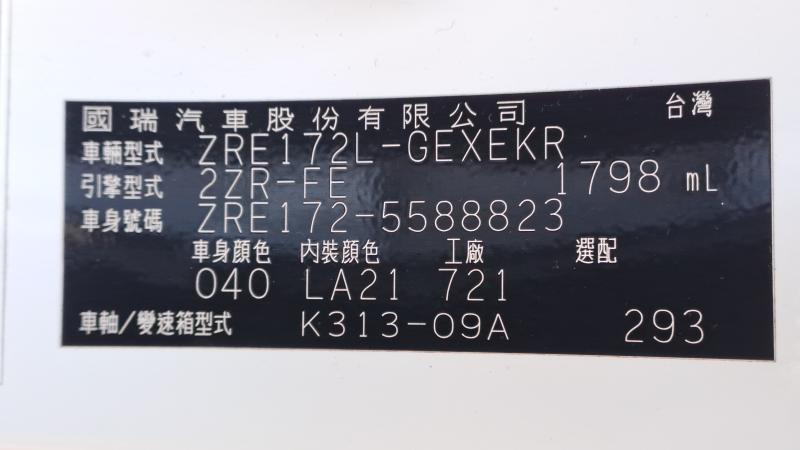 國瑞汽車股份有限公司 台灣
車輛型式 ZRE172L-GEXEKR
引擎型式 2ZR-FE 1798 mL
車身號碼 ZRE172-5588823
車身顏色 內裝顏色 工廠 選配
040 LA21 721
車軸/變速箱型式 K313-09A 293